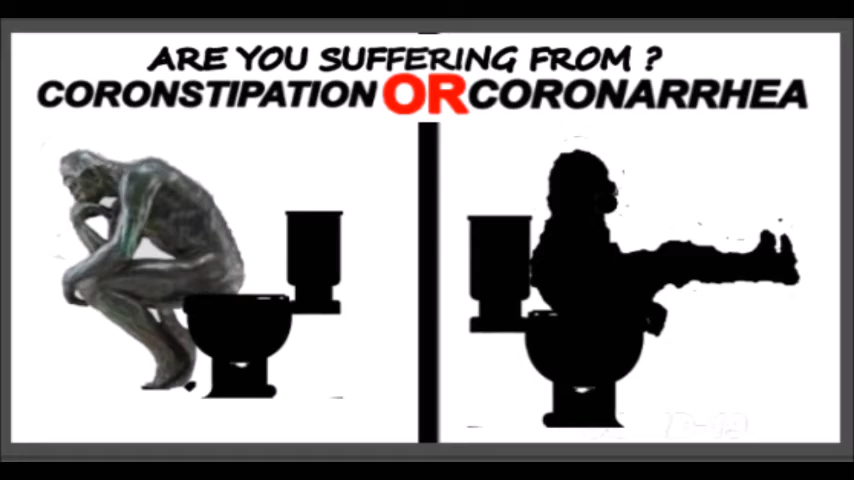 ARE YOU SUFFERING FROM ?
CORONSTIPATION OR CORONARRHEA